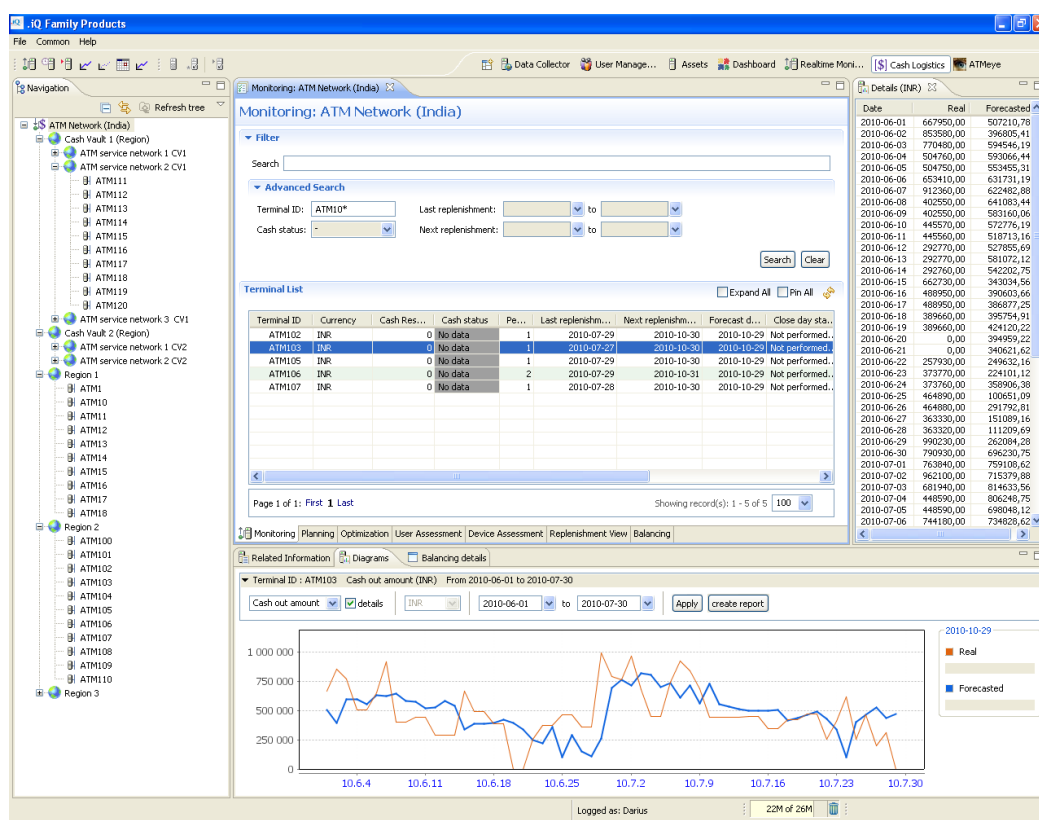 .iQ Family Products
File Common Help
Data Collector User Manage... Assets Dashboard Realtime Moni... Cash Logistics ATMeye
Navigation
Refresh tree
ATM Network (India)
Cash Vault 1 (Region)
ATM service network 1 CV1
ATM service network 2 CV1
ATM111
ATM112
ATM113
ATM114
ATM115
ATM116
ATM117
ATM118
ATM119
ATM120
ATM service network 3 CV1
Cash Vault 2 (Region)
ATM service network 1 CV2
ATM service network 2 CV2
Region 1
ATM1
ATM10
ATM11
ATM12
ATM13
ATM14
ATM15
ATM16
ATM17
ATM18
Region 2
ATM100
ATM101
ATM102
ATM103
ATM104
ATM105
ATM106
ATM107
ATM108
ATM109
ATM110
Region 3
Monitoring: ATM Network (India)
Monitoring: ATM Network (India)
Filter
Search
Advanced Search
Terminal ID: ATM10* Last replenishment: to
Cash status: - Next replenishment: to
Search Clear
Terminal List
Expand All Pin All
Terminal ID Currency Cash Res... Cash status Pe... Last replenishm... Next replenishm... Forecast d... Close day sta...
ATM102 INR 0 No data 1 2010-07-29 2010-10-30 2010-10-29 Not performed..
ATM103 INR 0 No data 1 2010-07-27 2010-10-30 2010-10-29 Not performed..
ATM105 INR 0 No data 1 2010-07-29 2010-10-30 2010-10-29 Not performed..
ATM106 INR 0 No data 2 2010-07-29 2010-10-31 2010-10-29 Not performed..
ATM107 INR 0 No data 1 2010-07-28 2010-10-30 2010-10-29 Not performed..
Page 1 of 1: First 1 Last Showing record(s): 1 - 5 of 5 100
Monitoring Planning Optimization User Assessment Device Assessment Replenishment View Balancing
Details (INR)
Date Real Forecasted
2010-06-01 667950,00 507210,78
2010-06-02 853580,00 396805,41
2010-06-03 770480,00 594546,19
2010-06-04 504760,00 593066,44
2010-06-05 504750,00 553455,31
2010-06-06 653410,00 631731,19
2010-06-07 912360,00 622482,88
2010-06-08 402550,00 641083,44
2010-06-09 402550,00 583160,06
2010-06-10 445570,00 572776,19
2010-06-11 445560,00 518713,16
2010-06-12 292770,00 527855,69
2010-06-13 292770,00 581072,12
2010-06-14 292760,00 542202,75
2010-06-15 662730,00 343034,56
2010-06-16 488950,00 390603,66
2010-06-17 488950,00 386877,25
2010-06-18 389660,00 395754,91
2010-06-19 389660,00 424120,22
2010-06-20 0,00 394959,22
2010-06-21 0,00 340621,62
2010-06-22 257930,00 249632,16
2010-06-23 373770,00 224101,12
2010-06-24 373760,00 358906,38
2010-06-25 464890,00 100651,09
2010-06-26 464880,00 291792,81
2010-06-27 363330,00 151089,16
2010-06-28 363320,00 111209,69
2010-06-29 990230,00 262084,28
2010-06-30 790930,00 696230,75
2010-07-01 763840,00 759108,62
2010-07-02 962100,00 715379,88
2010-07-03 681940,00 814633,56
2010-07-04 448590,00 806248,75
2010-07-05 448590,00 698048,12
2010-07-06 744180,00 734828,62
Related Information Diagrams Balancing details
Terminal ID : ATM103 Cash out amount (INR) From 2010-06-01 to 2010-07-30
Cash out amount details INR 2010-06-01 to 2010-07-30 Apply create report
1 000 000
750 000
500 000
250 000
0
10.6.4 10.6.11 10.6.18 10.6.25 10.7.2 10.7.9 10.7.16 10.7.23 10.7.30
2010-10-29
Real
Forecasted
Logged as: Darius 22M of 26M